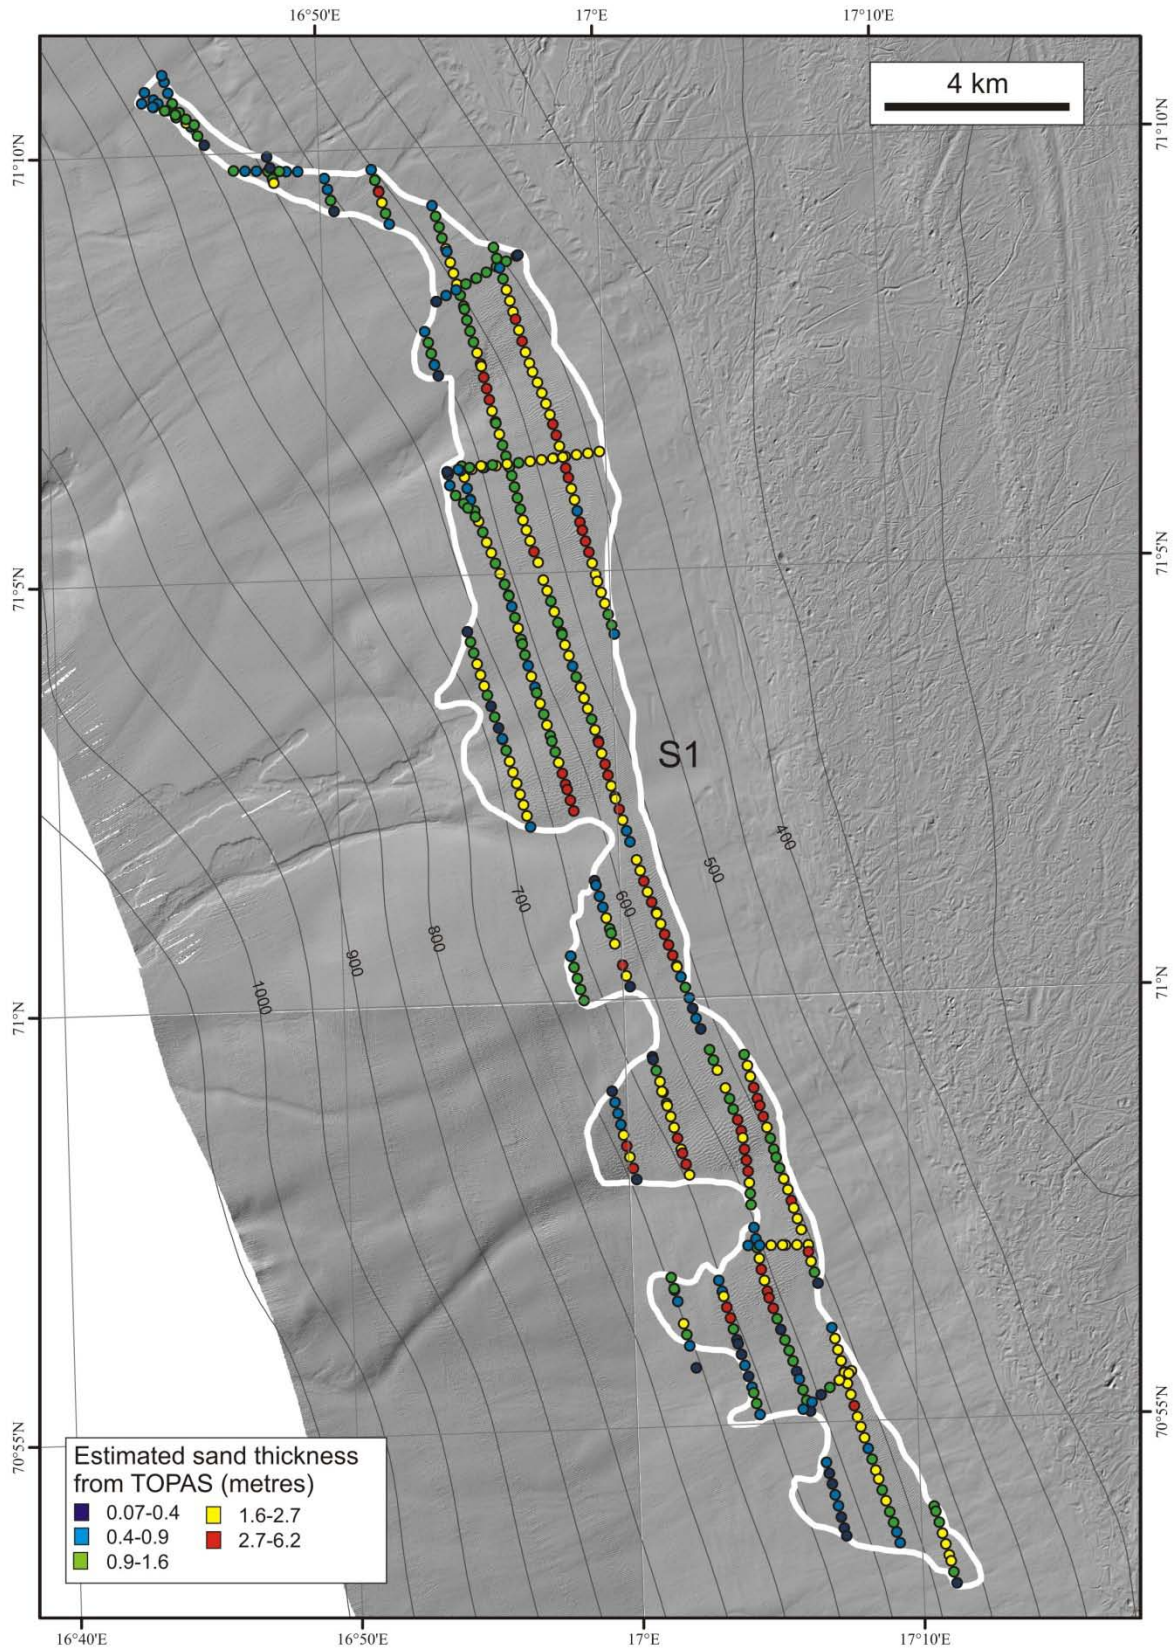 16°50'E 17°E 17°10'E
4 km
71°10'N
71°10'N
71°5'N
71°5'N
S1
400
500
600
700
800
900
1000
71°N
71°N
70°55'N
70°55'N
Estimated sand thickness
from TOPAS (metres)
0.07-0.4 1.6-2.7
0.4-0.9 2.7-6.2
0.9-1.6
16°40'E 16°50'E 17°E 17°10'E